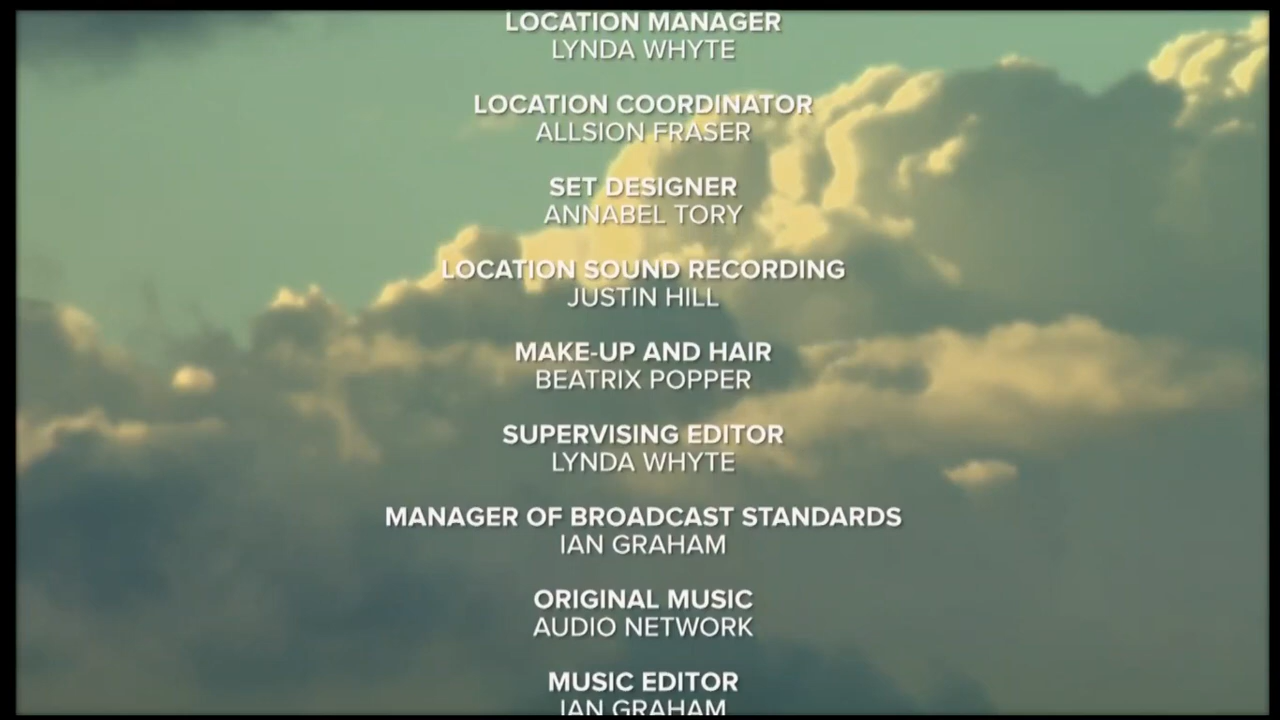 LOCATION MANAGER
LYNDA WHYTE
LOCATION COORDINATOR
ALLSION FRASER
SET DESIGNER
ANNABEL TORY
LOCATION SOUND RECORDING
JUSTIN HILL
MAKE-UP AND HAIR
BEATRIX POPPER
SUPERVISING EDITOR
LYNDA WHYTE
MANAGER OF BROADCAST STANDARDS
IAN GRAHAM
ORIGINAL MUSIC
AUDIO NETWORK
MUSIC EDITOR
IAN GRAHAM